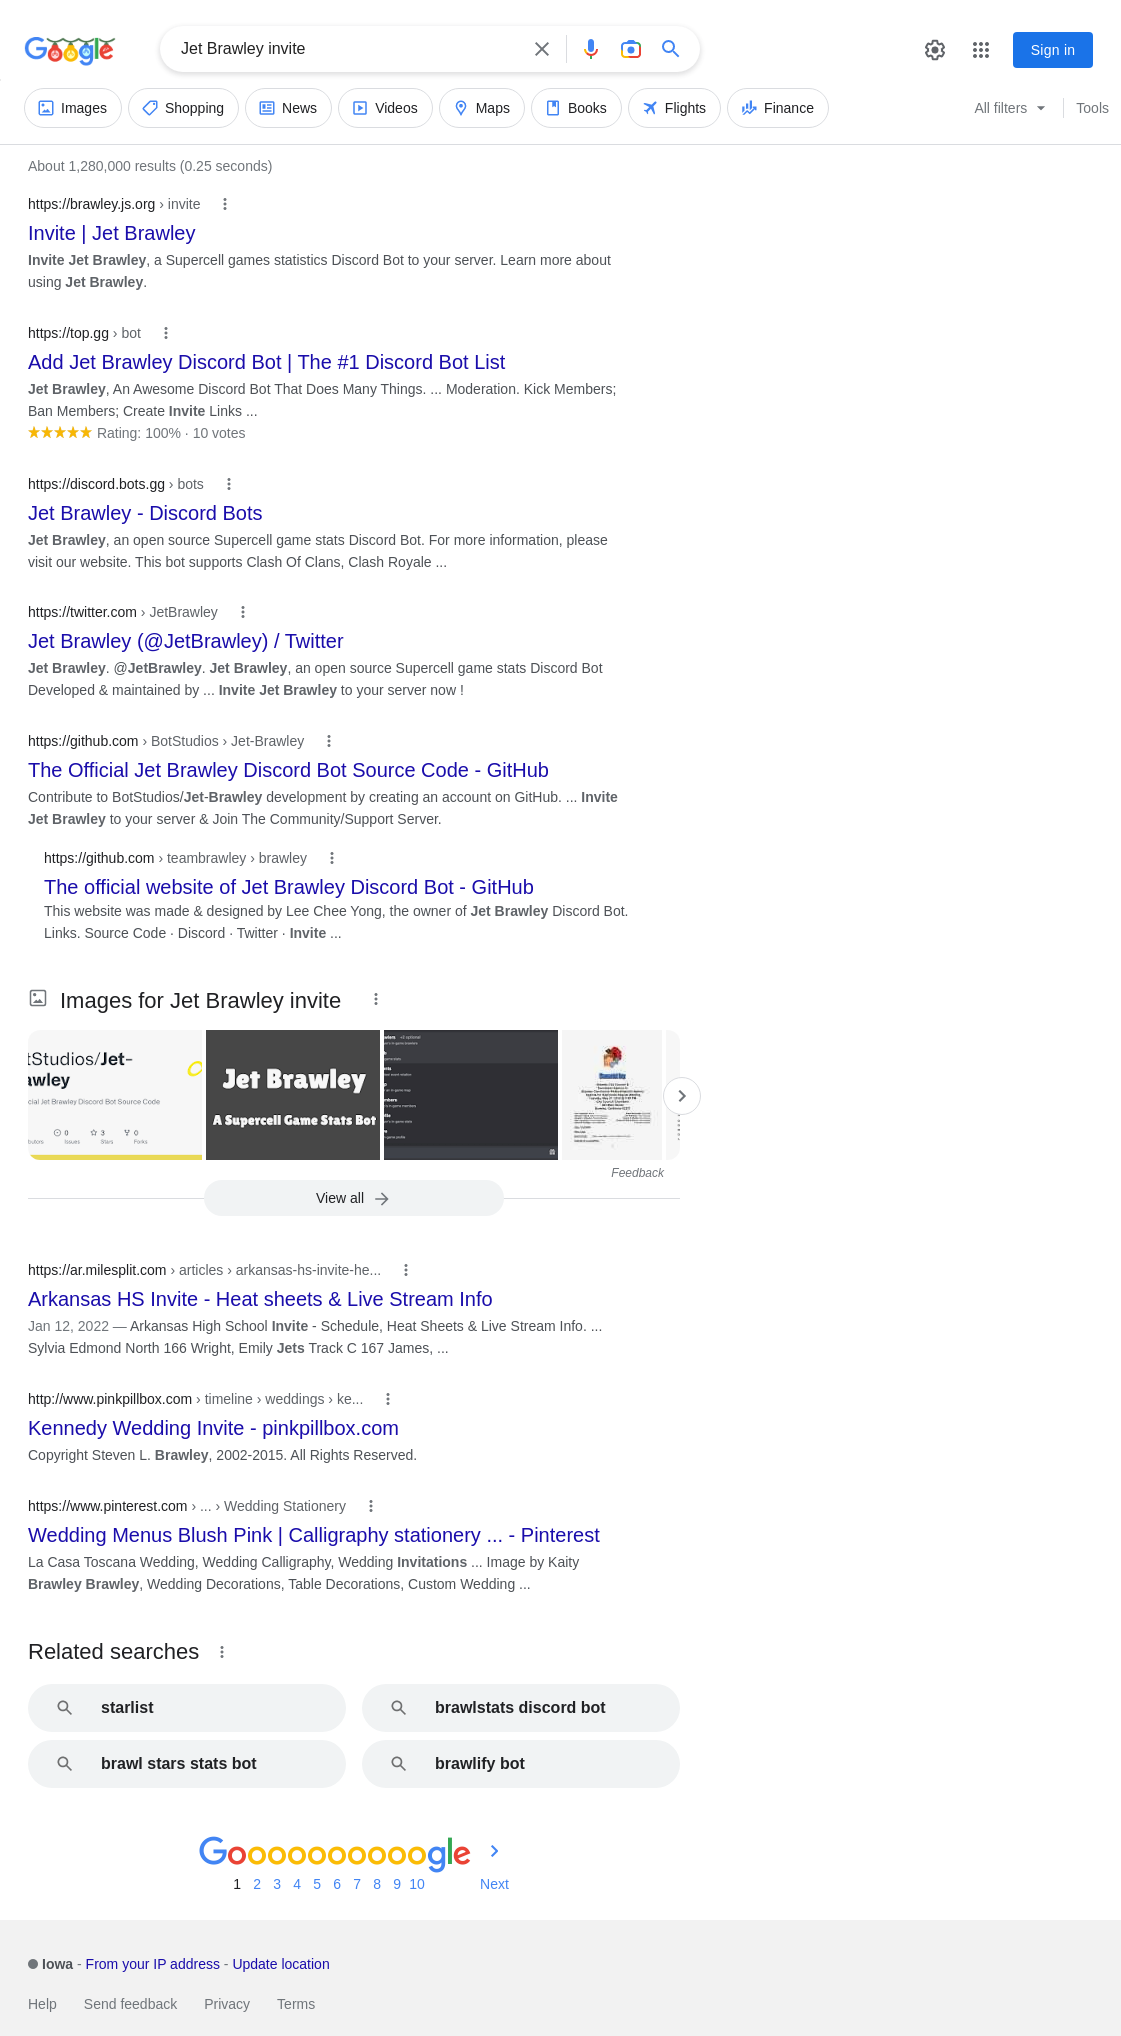 Google
Jet Brawley invite
Sign in
Images Shopping News Videos Maps Books Flights Finance All filters Tools
About 1,280,000 results (0.25 seconds)
https://brawley.js.org › invite
Invite | Jet Brawley
Invite Jet Brawley, a Supercell games statistics Discord Bot to your server. Learn more about
using Jet Brawley.
https://top.gg › bot
Add Jet Brawley Discord Bot | The #1 Discord Bot List
Jet Brawley, An Awesome Discord Bot That Does Many Things. ... Moderation. Kick Members;
Ban Members; Create Invite Links ...
Rating: 100% · 10 votes
https://discord.bots.gg › bots
Jet Brawley - Discord Bots
Jet Brawley, an open source Supercell game stats Discord Bot. For more information, please
visit our website. This bot supports Clash Of Clans, Clash Royale ...
https://twitter.com › JetBrawley
Jet Brawley (@JetBrawley) / Twitter
Jet Brawley. @JetBrawley. Jet Brawley, an open source Supercell game stats Discord Bot
Developed & maintained by ... Invite Jet Brawley to your server now !
https://github.com › BotStudios › Jet-Brawley
The Official Jet Brawley Discord Bot Source Code - GitHub
Contribute to BotStudios/Jet-Brawley development by creating an account on GitHub. ... Invite
Jet Brawley to your server & Join The Community/Support Server.
https://github.com › teambrawley › brawley
The official website of Jet Brawley Discord Bot - GitHub
This website was made & designed by Lee Chee Yong, the owner of Jet Brawley Discord Bot.
Links. Source Code · Discord · Twitter · Invite ...
Images for Jet Brawley invite
tStudios/Jet-
awley
cial Jet Brawley Discord Bot Source Code
0 3 0
Issues Stars Forks
Jet Brawley
A Supercell Game Stats Bot
Feedback
View all
https://ar.milesplit.com › articles › arkansas-hs-invite-he...
Arkansas HS Invite - Heat sheets & Live Stream Info
Jan 12, 2022 — Arkansas High School Invite - Schedule, Heat Sheets & Live Stream Info. ...
Sylvia Edmond North 166 Wright, Emily Jets Track C 167 James, ...
http://www.pinkpillbox.com › timeline › weddings › ke...
Kennedy Wedding Invite - pinkpillbox.com
Copyright Steven L. Brawley, 2002-2015. All Rights Reserved.
https://www.pinterest.com › ... › Wedding Stationery
Wedding Menus Blush Pink | Calligraphy stationery ... - Pinterest
La Casa Toscana Wedding, Wedding Calligraphy, Wedding Invitations ... Image by Kaity
Brawley Brawley, Wedding Decorations, Table Decorations, Custom Wedding ...
Related searches
starlist brawlstats discord bot
brawl stars stats bot brawlify bot
Goooooooooogle
1 2 3 4 5 6 7 8 9 10 Next
Iowa - From your IP address - Update location
Help Send feedback Privacy Terms